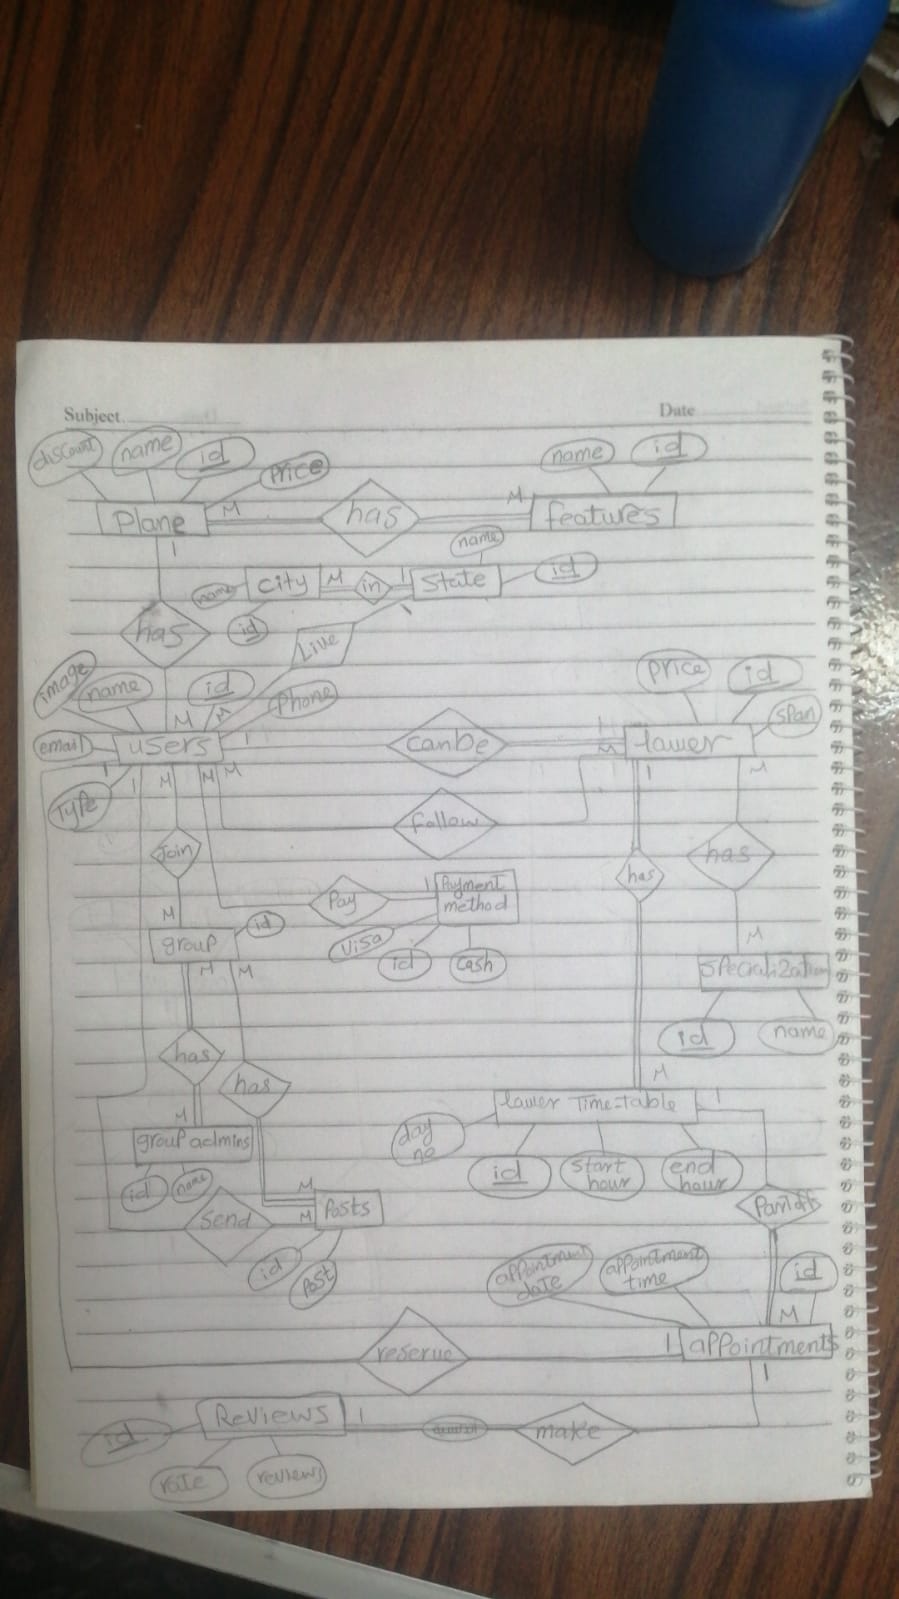 Subject
Date
discount
name
id
Price
name
id
Plane
M
has
M
features
1
name
name
City
M
in
1
State
id
has
id
Live
image
name
id
Phone
Price
id
span
M
M
email
users
1
canbe
1
M
lawer
Type
1
1
M
M
M
1
M
follow
Join
has
has
Pay
1
Payment
method
M
id
visa
id
cash
group
M
M
M
specialization
id
name
has
has
M
M
lawer Time-table
1
day
no
id
start
hour
end
hour
group admins
id
name
M
M
Posts
send
id
Post
Part of
appointment
date
appointment
time
id
M
reserve
1
appointments
1
Reviews
1
make
id
rate
reviews